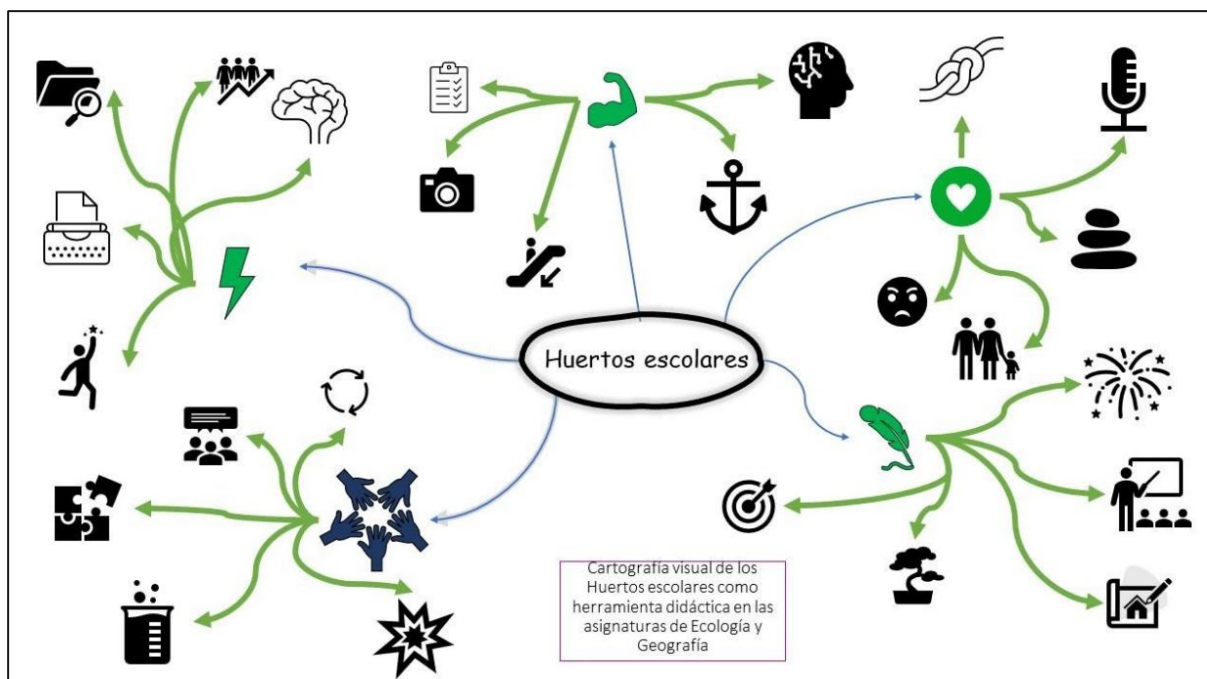 Huertos escolares
Cartografía visual de los
Huertos escolares como
herramienta didáctica en las
asignaturas de Ecología y
Geografía